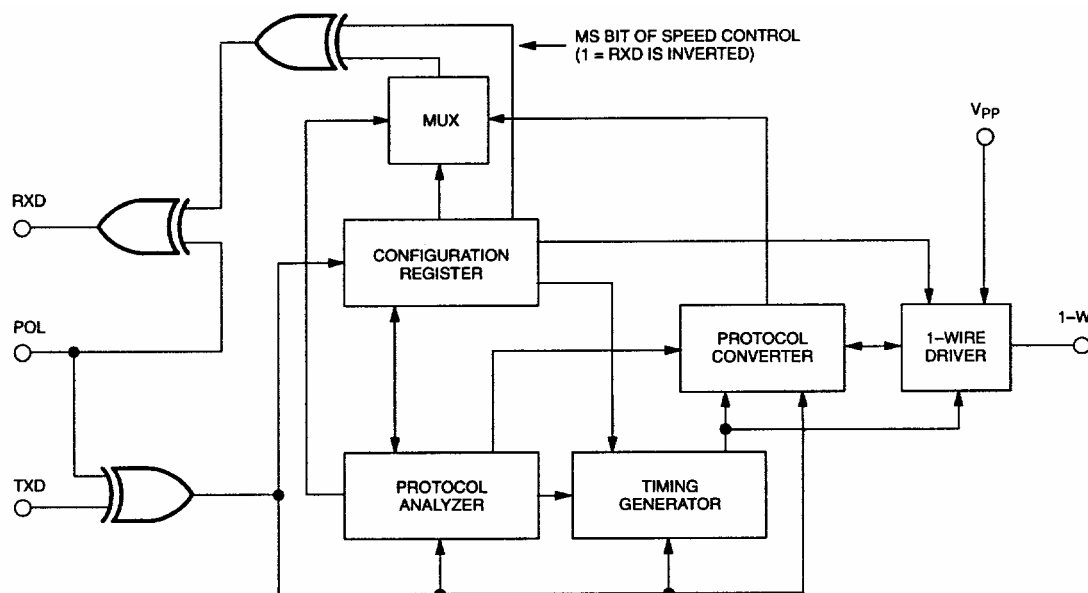 MS BIT OF SPEED CONTROL
(1 = RXD IS INVERTED)
MUX
VPP
RXD
CONFIGURATION
REGISTER
POL
PROTOCOL
CONVERTER
1–WIRE
DRIVER
1–W
TXD
PROTOCOL
ANALYZER
TIMING
GENERATOR